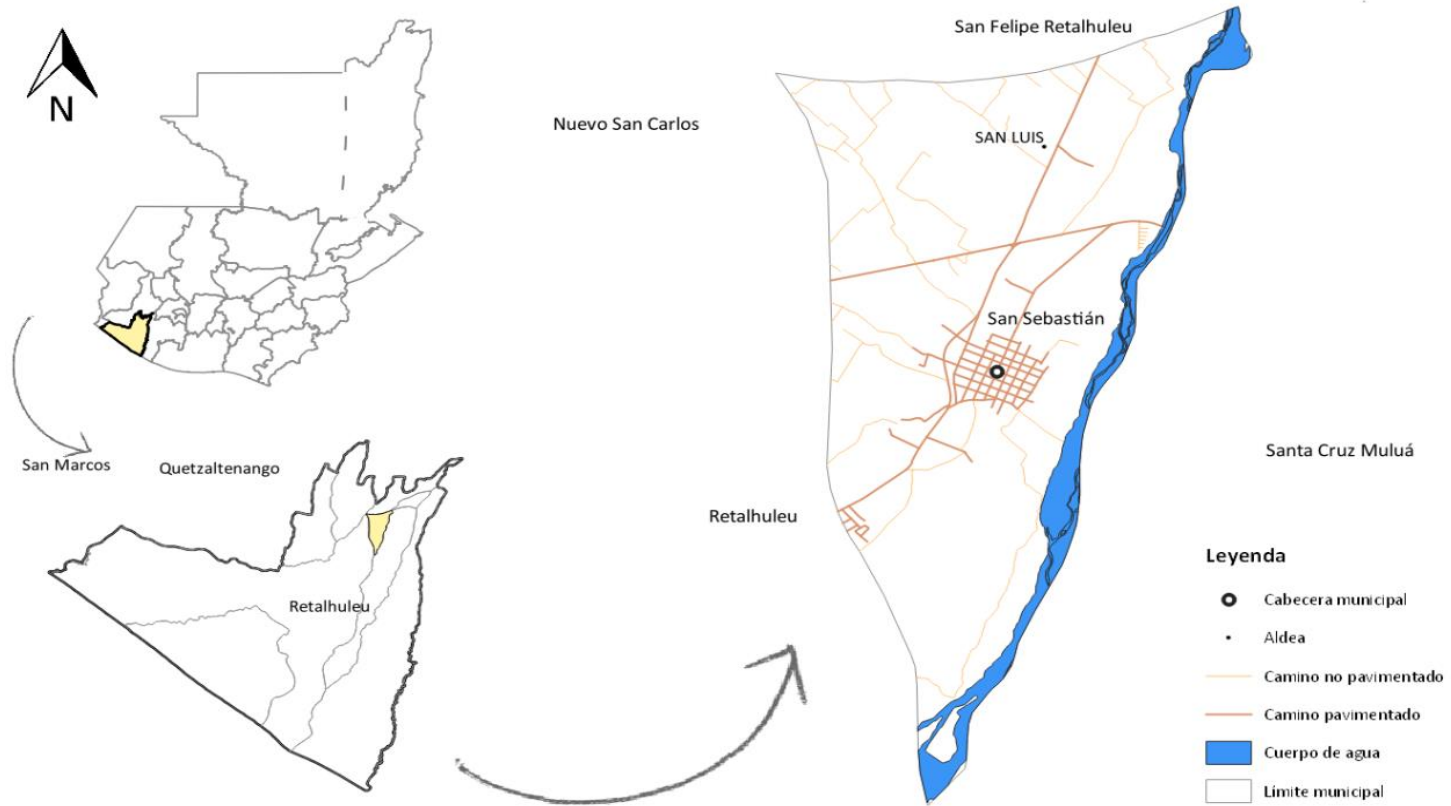 N
San Marcos
Quetzaltenango
Retalhuleu
San Felipe Retalhuleu
Nuevo San Carlos
SAN LUIS
San Sebastián
Santa Cruz Muluá
Retalhuleu
Leyenda
Cabecera municipal
Aldea
Camino no pavimentado
Camino pavimentado
Cuerpo de agua
Límite municipal